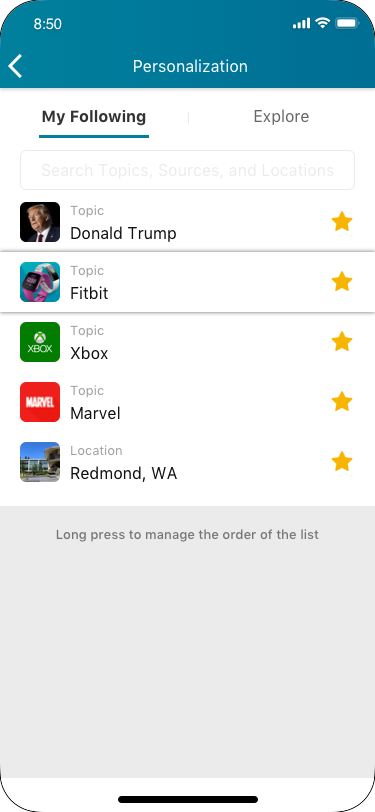 8:50
Personalization
My Following
Explore
Search Topics, Sources, and Locations
Topic
Donald Trump
Topic
Fitbit
XBOX
Topic
Xbox
MARVEL
Topic
Marvel
Location
Redmond, WA
Long press to manage the order of the list